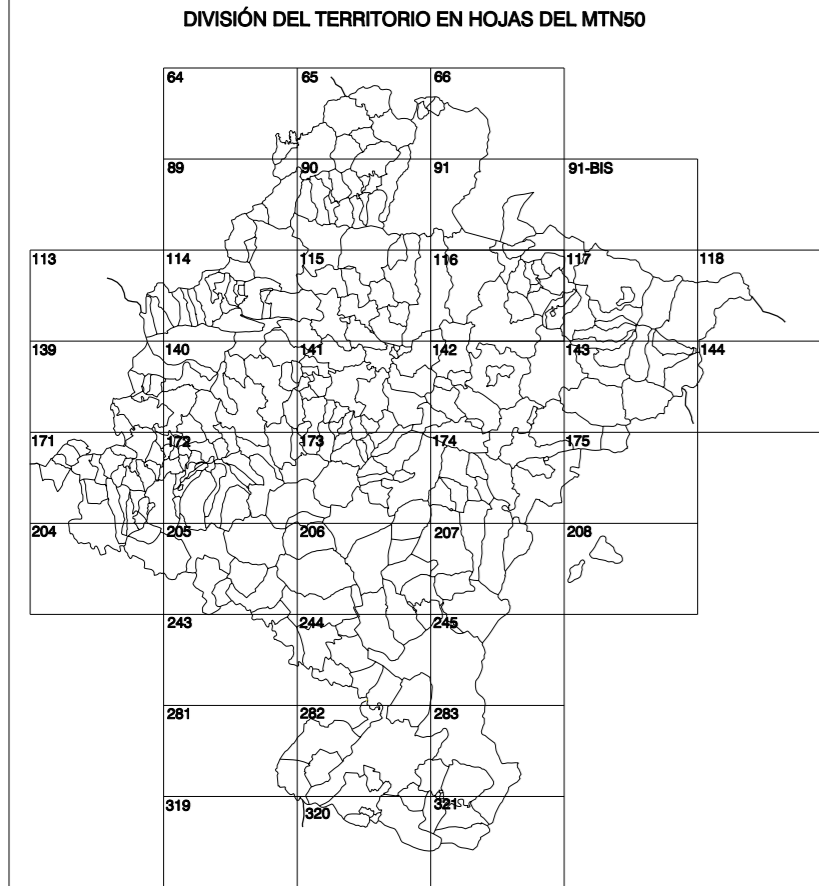 DIVISIÓN DEL TERRITORIO EN HOJAS DEL MTN50
64 65 66
89 90 91 91-BIS
113 114 115 116 117 118
139 140 141 142 143 144
171 172 173 174 175
204 205 206 207 208
243 244 245
281 282 283
319 320 321